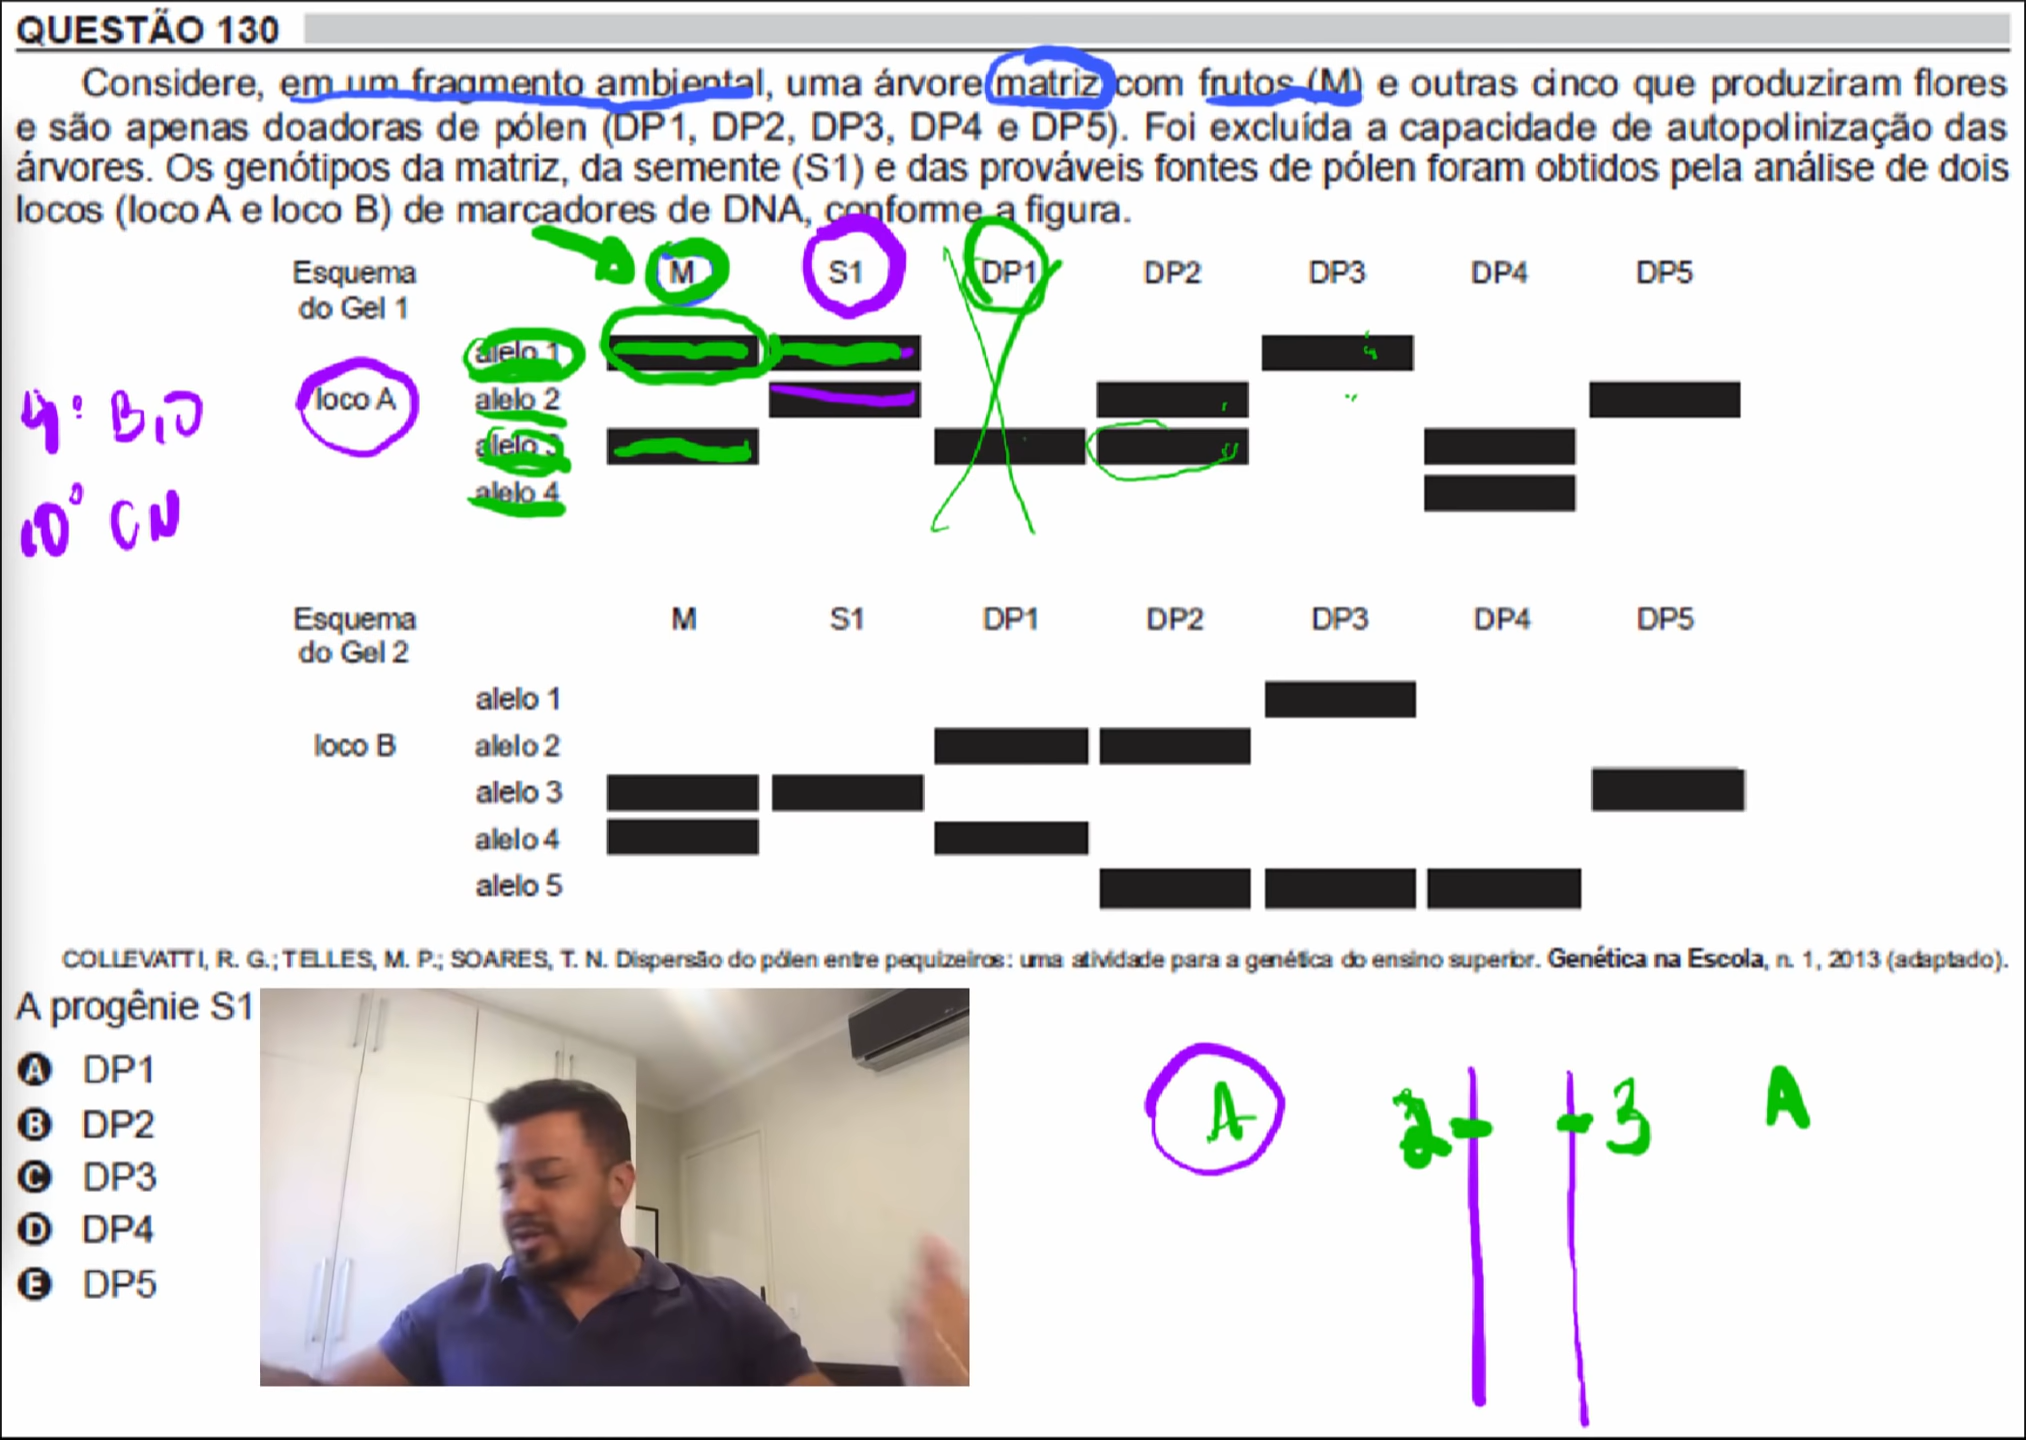 QUESTÃO 130
Considere, em um fragmento ambiental, uma árvore matriz com frutos (M) e outras cinco que produziram flores
e são apenas doadoras de pólen (DP1, DP2, DP3, DP4 e DP5). Foi excluída a capacidade de autopolinização das
árvores. Os genótipos da matriz, da semente (S1) e das prováveis fontes de pólen foram obtidos pela análise de dois
locos (loco A e loco B) de marcadores de DNA, conforme a figura.
Esquema do Gel 1 M S1 DP1 DP2 DP3 DP4 DP5
alelo 1
loco A alelo 2
alelo 3
alelo 4
4º BIO
10º CN
Esquema do Gel 2 M S1 DP1 DP2 DP3 DP4 DP5
alelo 1
loco B alelo 2
alelo 3
alelo 4
alelo 5
COLLEVATTI, R. G.; TELLES, M. P.; SOARES, T. N. Dispersão do pólen entre pequizeiros: uma atividade para a genética do ensino superior. Genética na Escola, n. 1, 2013 (adaptado).
A progênie S1
A DP1
B DP2
C DP3
D DP4
E DP5
A 2 3 A